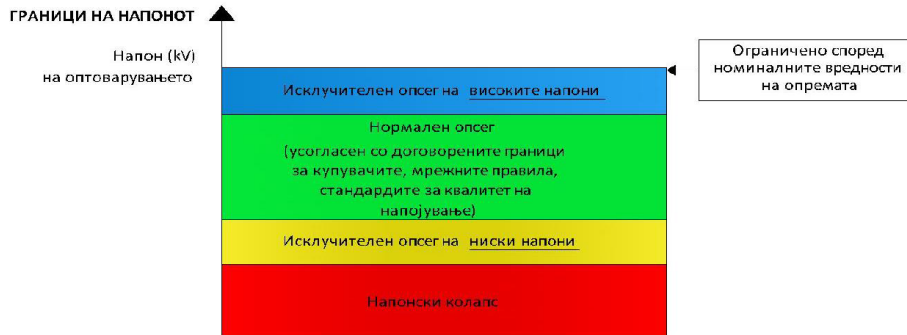 ГРАНИЦИ НА НАПОНОТ
Напон (kV)
на оптоварувањето
Ограничено според
номиналните вредности
на опремата
Исклучителен опсег на високите напони
Нормален опсег
(усогласен со договорените граници
за купувачите, мрежните правила,
стандардите за квалитет на
напојување)
Исклучителен опсег на ниски напони
Напонски колапс